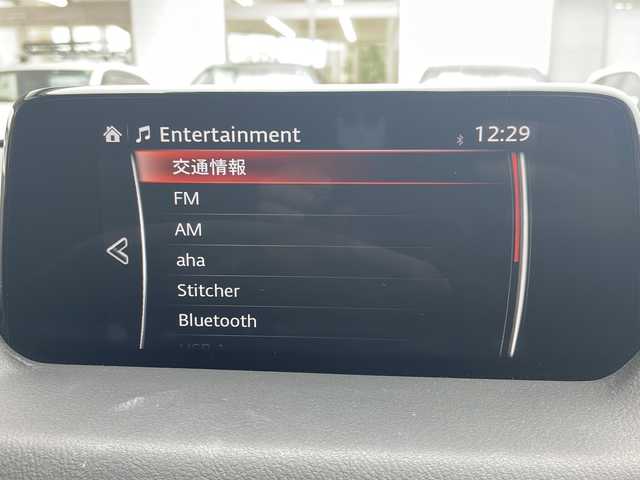 Entertainment
12:29
交通情報
FM
AM
aha
Stitcher
Bluetooth